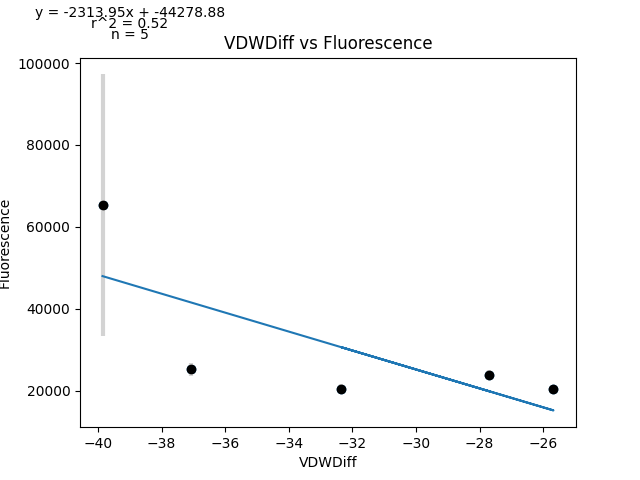 y = -2313.95x + -44278.88
r^2 = 0.52
n = 5
VDWDiff vs Fluorescence
100000
80000
60000
40000
20000
Fluorescence
−40
−38
−36
−34
−32
−30
−28
−26
VDWDiff